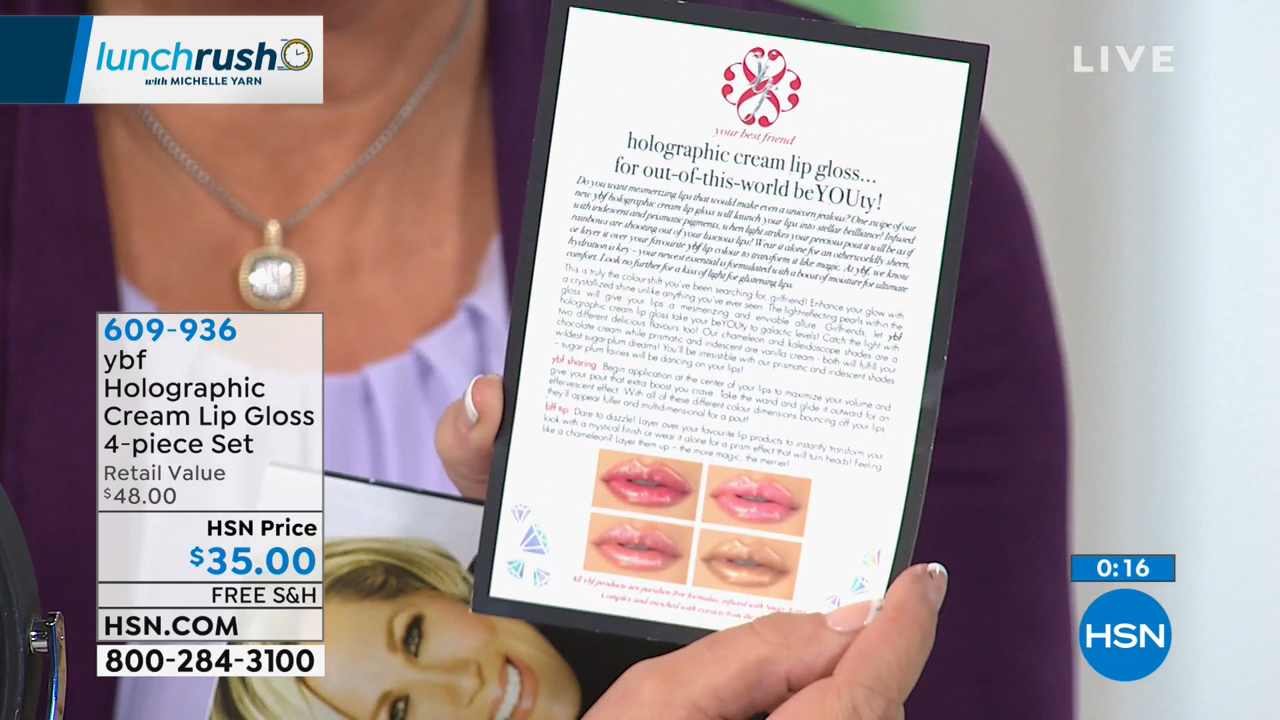 lunchrush
with MICHELLE YARN
LIVE
your best friend
holographic cream lip gloss...
for out-of-this-world beYOUty!
Do you want mesmerizing lips that would make even a unicorn jealous? One swipe of our
new ybf holographic cream lip gloss will launch your lips into stellar brilliance! Infused
with iridescent and prismatic pigments, when light strikes your precious pout it will be as if
rainbows are shooting out of your luscious lips! Wear it alone for an otherworldly sheen,
or layer it over your favourite ybf lip colour to transform it like magic. At ybf, we know
hydration is key – your newest essential is formulated with a boost of moisture for ultimate
comfort. Look no further for a kiss of light for glistening lips.
This is truly the colourshift you've been searching for, girlfriend! Enhance your glow with
a crystallized shine unlike anything you've ever seen. The light-reflecting pearls within the
gloss will give your lips a mesmerizing and enviable allure. Girlfriends, let ybf
holographic cream lip gloss take your beYOUty to galactic levels! Catch the light with
two different delicious flavours too! Our chameleon and kaleidoscope shades are a
chocolate cream while prismatic and iridescent are vanilla cream - both will fulfill your
wildest sugar-plum dreams! You'll be irresistible with our prismatic and iridescent shades
– sugar plum fairies will be dancing on your lips!
ybf sharing: Begin application at the center of your lips to maximize your volume and
give your pout that extra boost you crave. Take the wand and glide it outward for an
effervescent effect. With all of these different colour dimensions bouncing off your lips
they'll appear fuller and multidimensional for a pout!
bff tip: Dare to dazzle! Layer over your favourite lip products to instantly transform your
look with a mystical finish or wear it alone for a prism effect that will turn heads! Feeling
like a chameleon? Layer them up – the more magic, the merrier!
All ybf products are paraben-free formulas, infused with
Complex and enriched with extracts from the
609-936
ybf
Holographic
Cream Lip Gloss
4-piece Set
Retail Value
$48.00
HSN Price
$35.00
FREE S&H
HSN.COM
800-284-3100
0:16
HSN